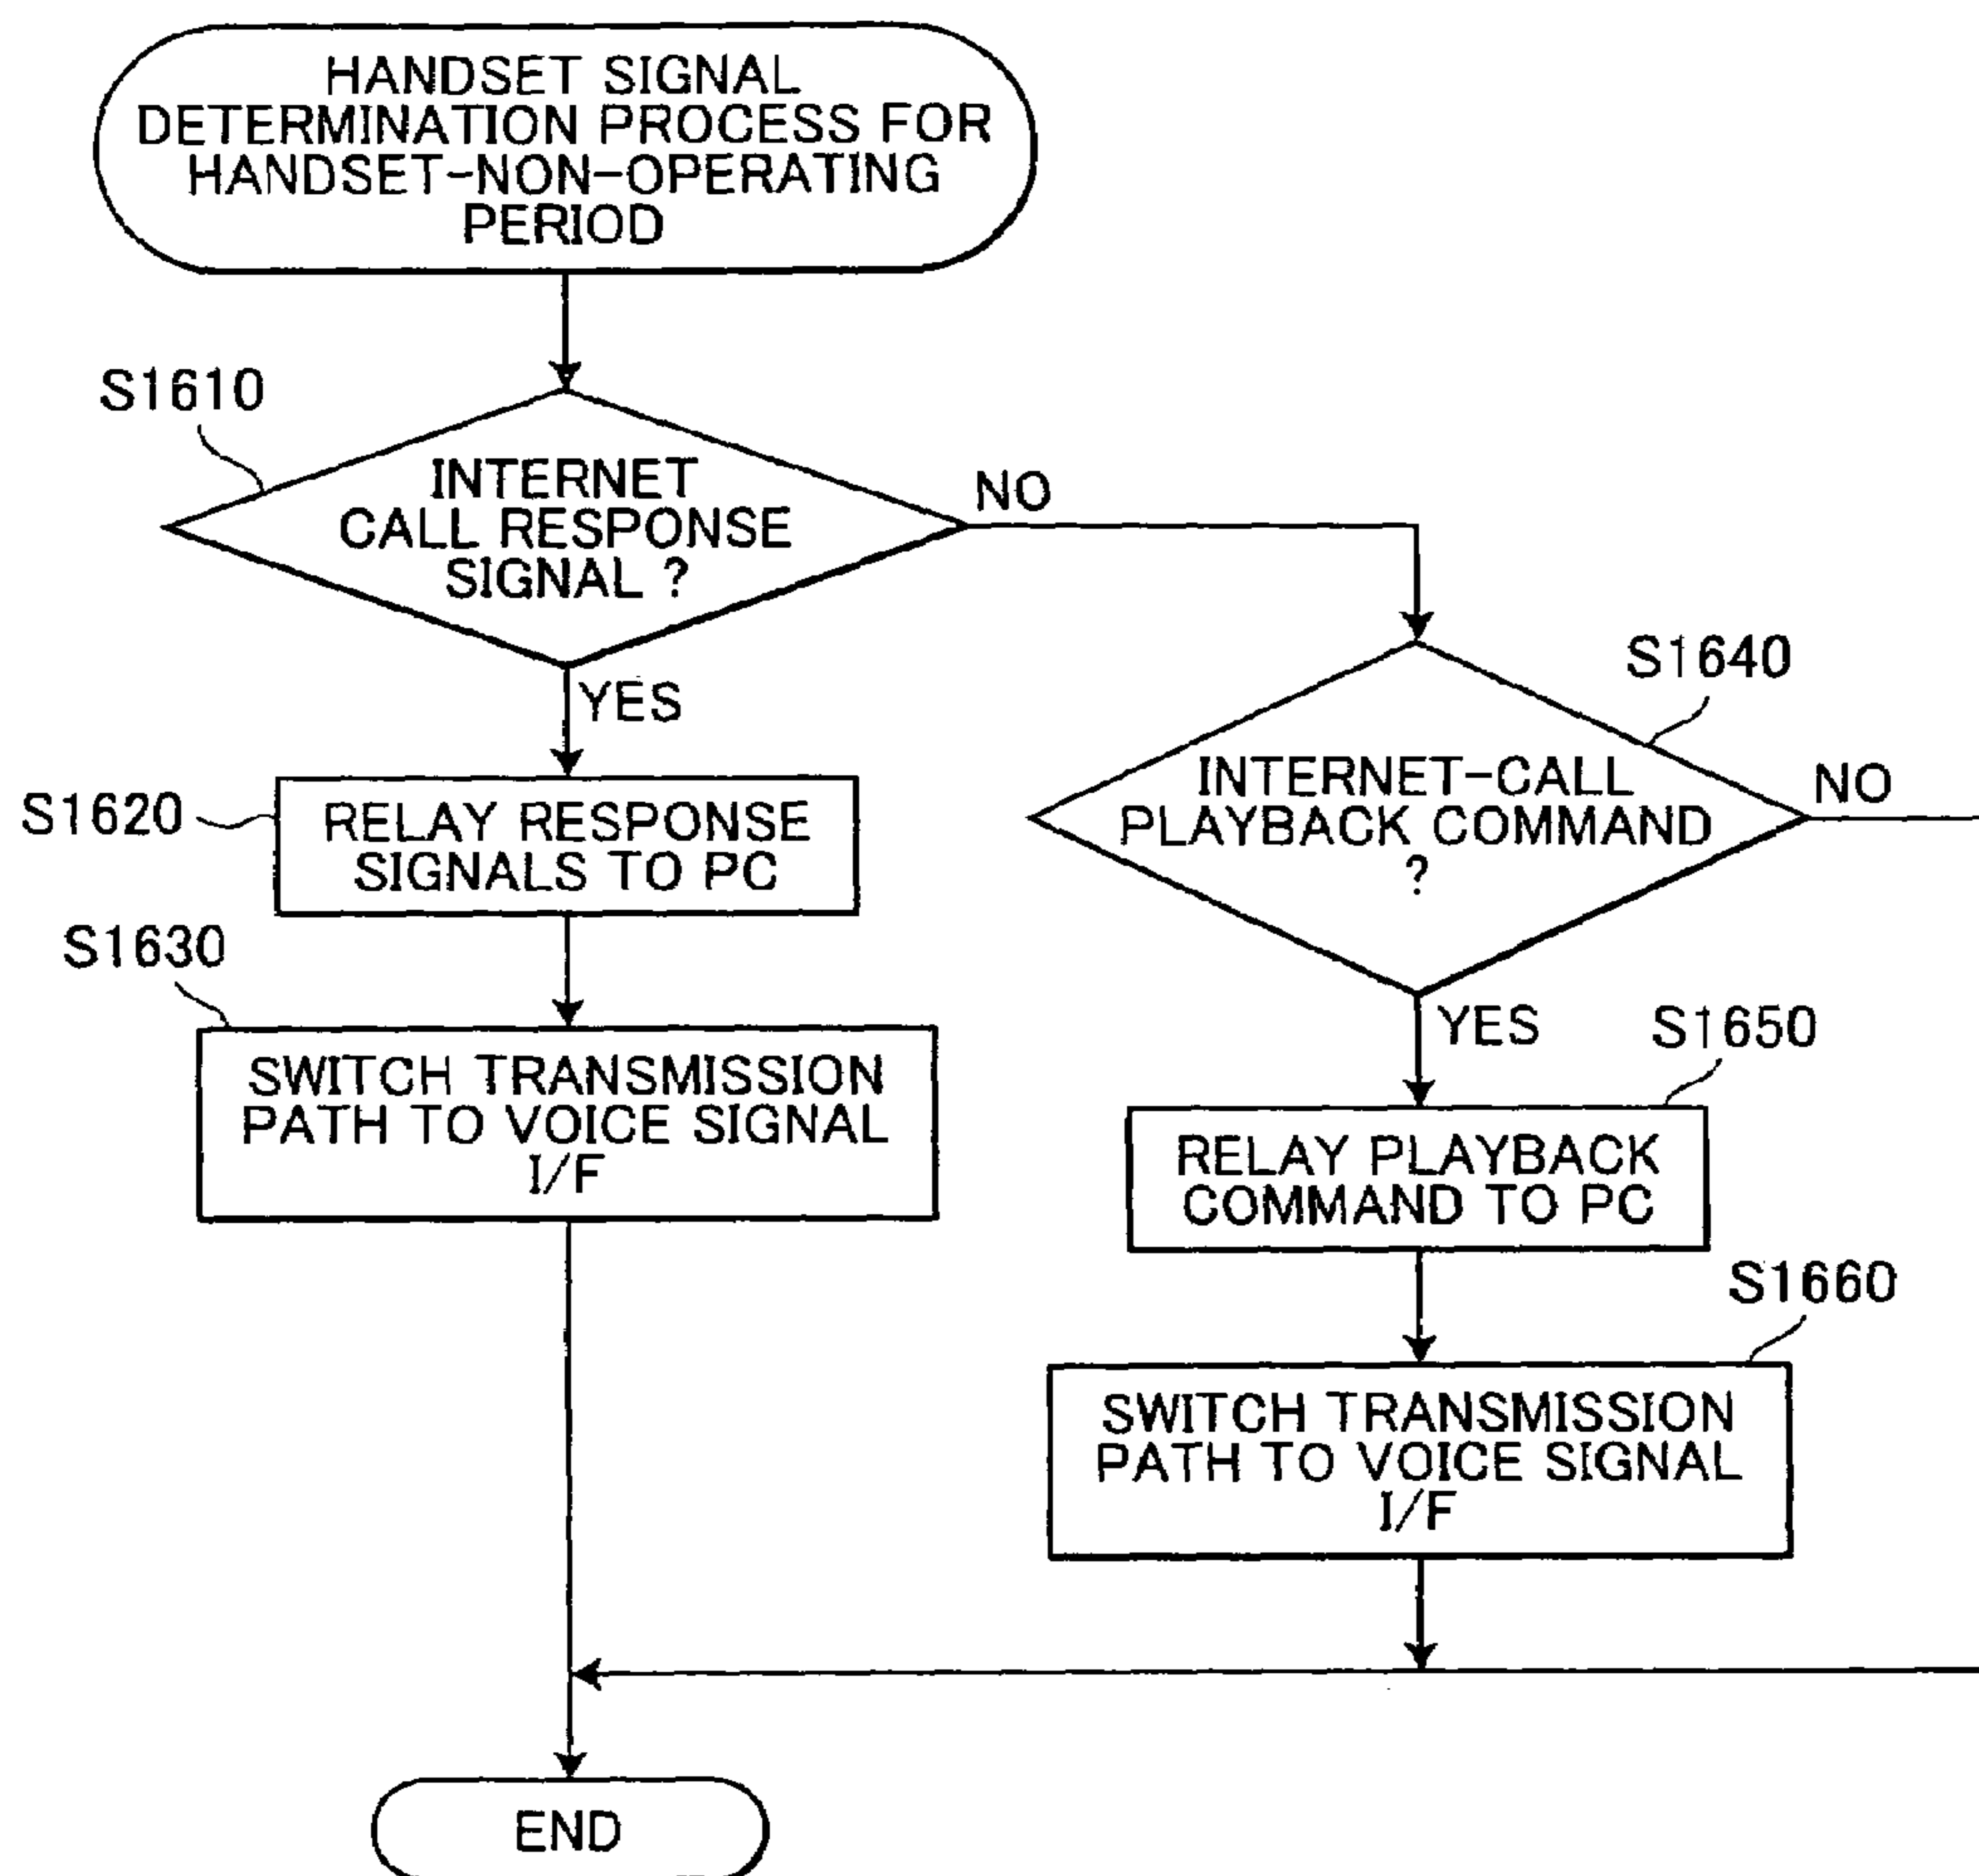 HANDSET SIGNAL
DETERMINATION PROCESS FOR
HANDSET-NON-OPERATING
PERIOD
S1610
INTERNET
CALL RESPONSE
SIGNAL ?
NO
YES
S1620
RELAY RESPONSE
SIGNALS TO PC
S1630
SWITCH TRANSMISSION
PATH TO VOICE SIGNAL
I/F
S1640
INTERNET-CALL
PLAYBACK COMMAND
?
NO
YES
S1650
RELAY PLAYBACK
COMMAND TO PC
S1660
SWITCH TRANSMISSION
PATH TO VOICE SIGNAL
I/F
END